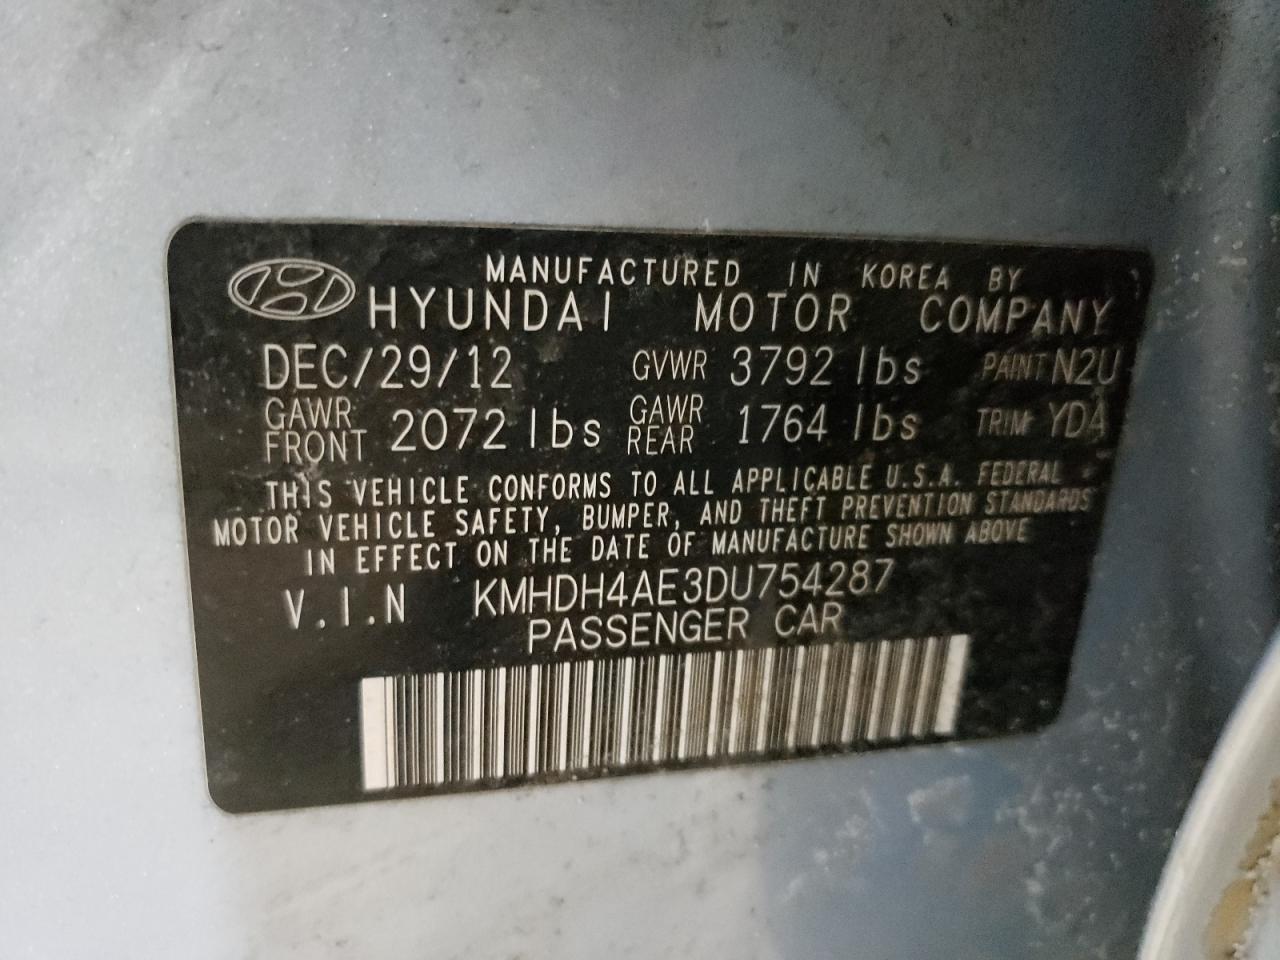 MANUFACTURED IN KOREA BY
HYUNDAI MOTOR COMPANY
DEC/29/12 GVWR 3792 lbs PAINT N2U
GAWR FRONT 2072 lbs GAWR REAR 1764 lbs TRIM YDA
THIS VEHICLE CONFORMS TO ALL APPLICABLE U.S.A. FEDERAL
MOTOR VEHICLE SAFETY, BUMPER, AND THEFT PREVENTION STANDARDS
IN EFFECT ON THE DATE OF MANUFACTURE SHOWN ABOVE
V.I.N KMHDH4AE3DU754287
PASSENGER CAR